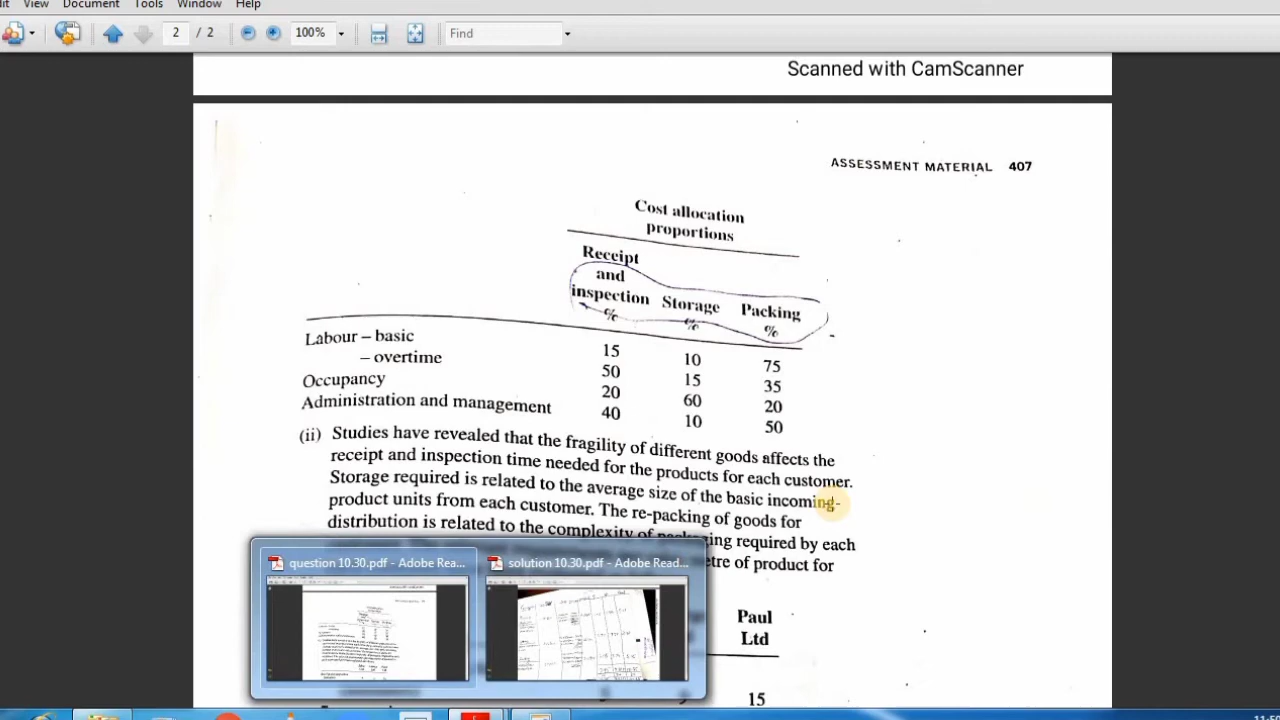 it View Document Tools Window Help
2 / 2 100% Find
Scanned with CamScanner
ASSESSMENT MATERIAL 407
Cost allocation
proportions
Receipt
and
inspection Storage Packing
% % %
Labour – basic 15 10 75
– overtime 50 15 35
Occupancy 20 60 20
Administration and management 40 10 50
(ii) Studies have revealed that the fragility of different goods affects the
receipt and inspection time needed for the products for each customer.
Storage required is related to the average size of the basic incoming
product units from each customer. The re-packing of goods for
distribution is related to the complexity of packaging required by each
etre of product for
question 10.30.pdf - Adobe Rea...
solution 10.30.pdf - Adobe Read...
Paul
Ltd
15